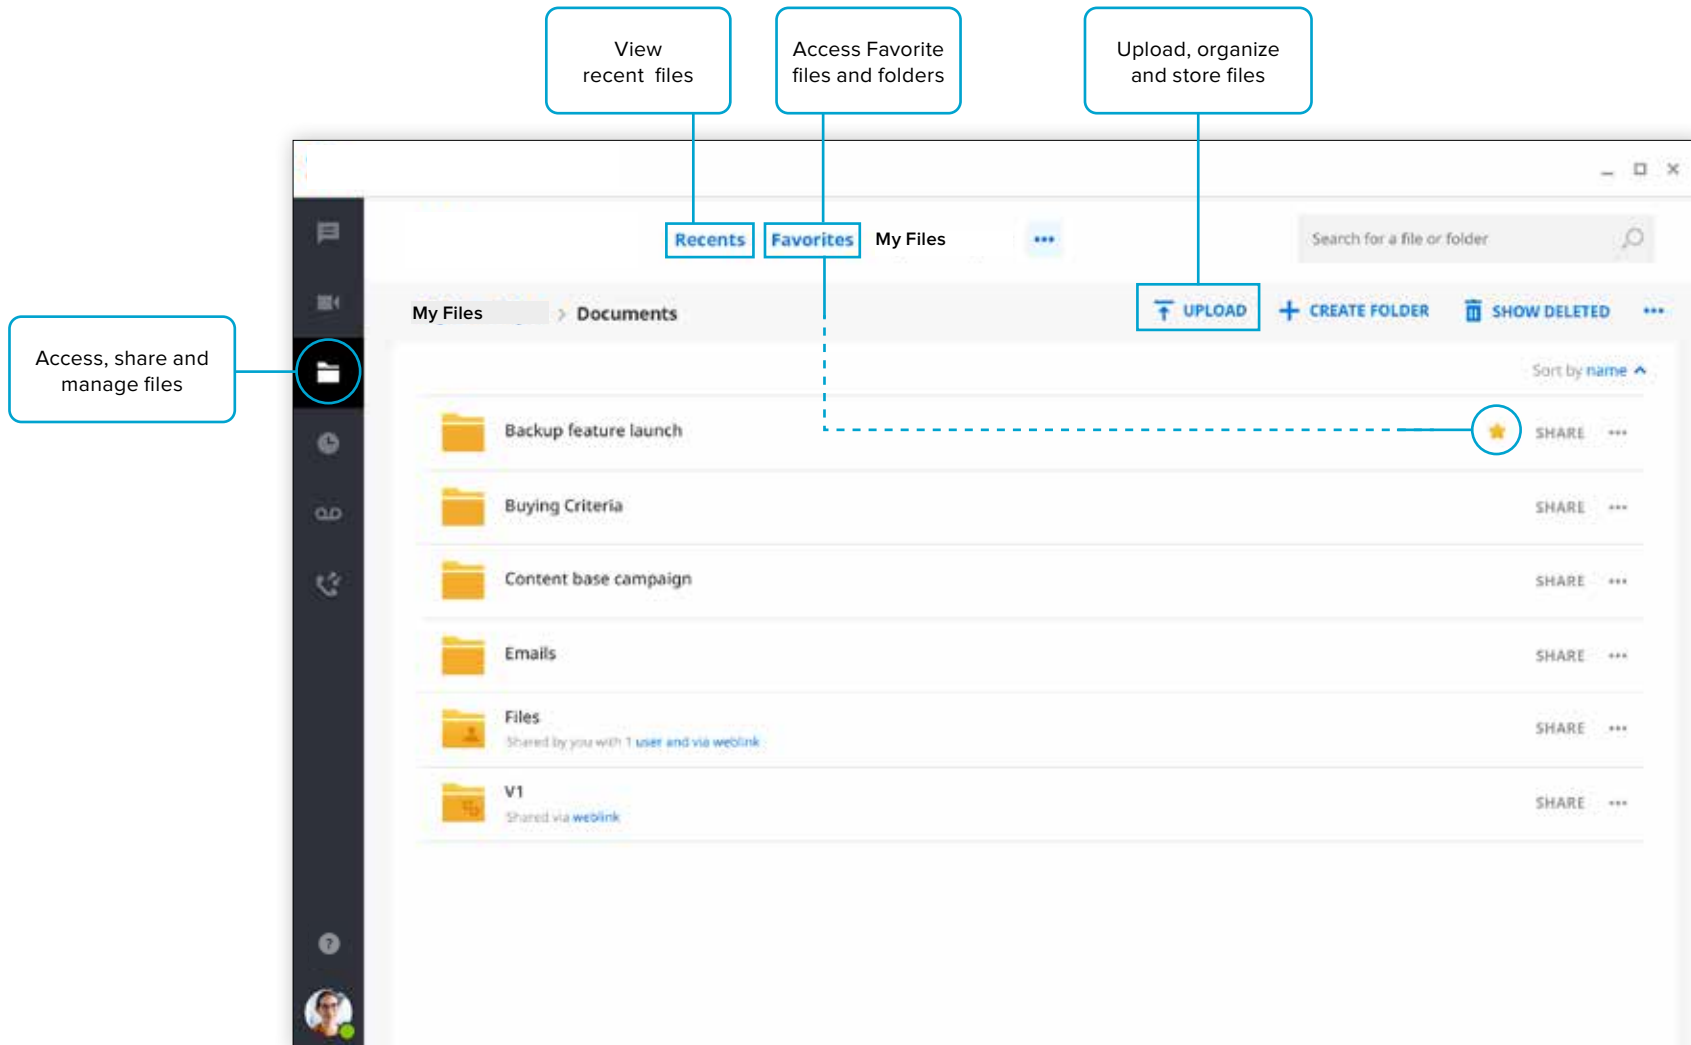 View
recent files
Access Favorite
files and folders
Upload, organize
and store files
Recents Favorites My Files
Search for a file or folder
My Files > Documents
UPLOAD CREATE FOLDER SHOW DELETED
Access, share and
manage files
Sort by name
Backup feature launch SHARE
Buying Criteria SHARE
Content base campaign SHARE
Emails SHARE
Files SHARE
Shared by you with 1 user and via weblink
V1 SHARE
Shared via weblink